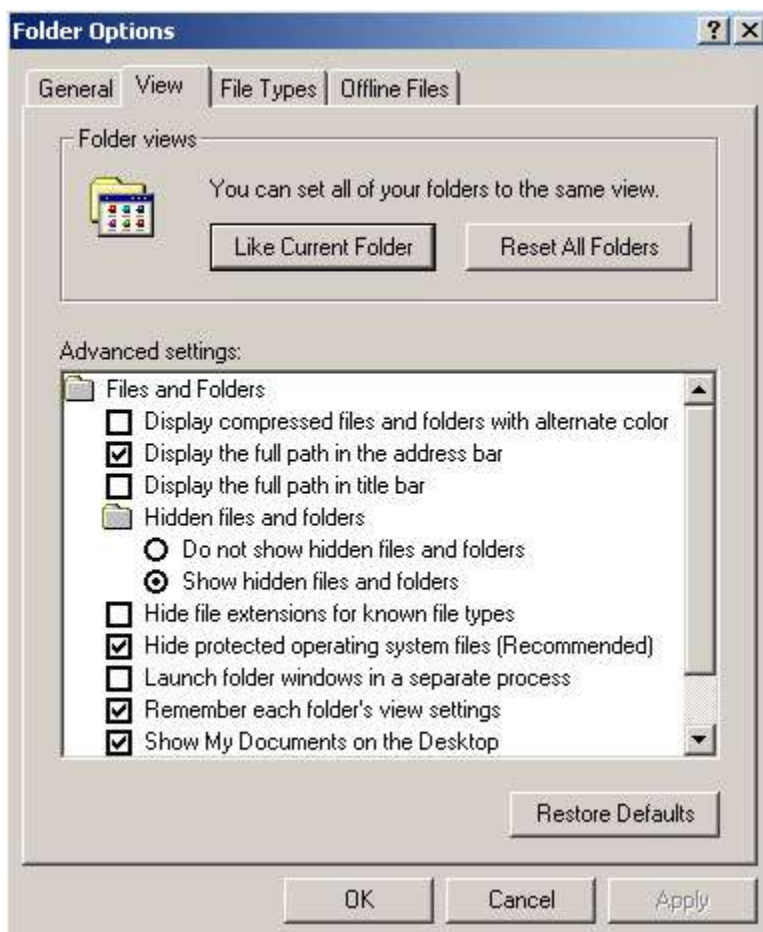 Folder Options
General View File Types Offline Files
Folder views
You can set all of your folders to the same view.
Like Current Folder Reset All Folders
Advanced settings:
Files and Folders
Display compressed files and folders with alternate color
Display the full path in the address bar
Display the full path in title bar
Hidden files and folders
Do not show hidden files and folders
Show hidden files and folders
Hide file extensions for known file types
Hide protected operating system files (Recommended)
Launch folder windows in a separate process
Remember each folder's view settings
Show My Documents on the Desktop
Restore Defaults
OK Cancel Apply